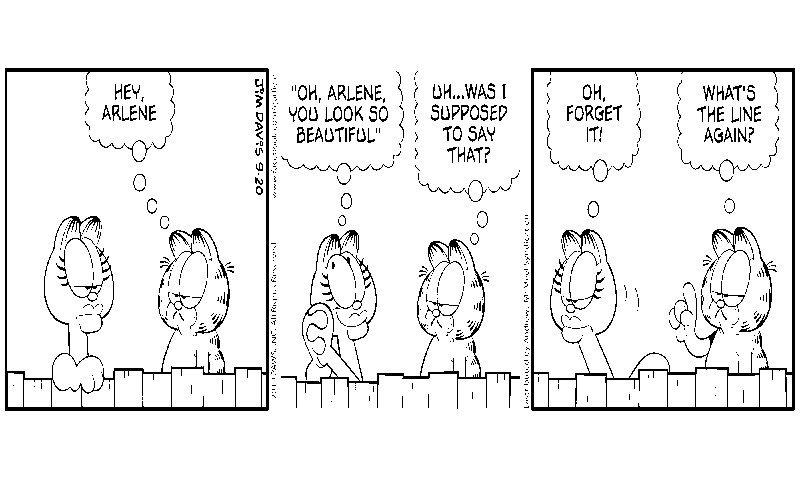 HEY,
ARLENE
JIM DAVIS 9·20
"OH, ARLENE,
YOU LOOK SO
BEAUTIFUL"
UH...WAS I
SUPPOSED
TO SAY
THAT?
OH,
FORGET
IT!
WHAT'S
THE LINE
AGAIN?